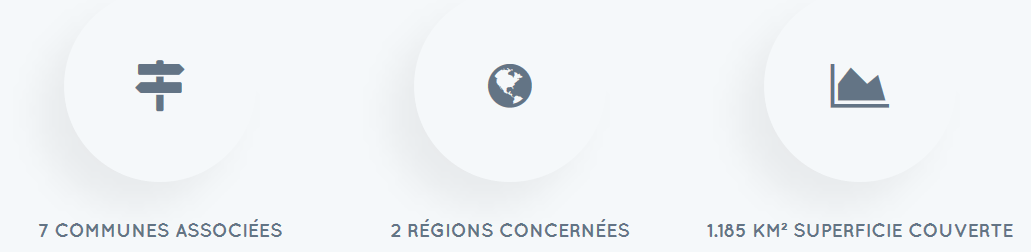 7 COMMUNES ASSOCIÉES
2 RÉGIONS CONCERNÉES
1.185 KM² SUPERFICIE COUVERTE